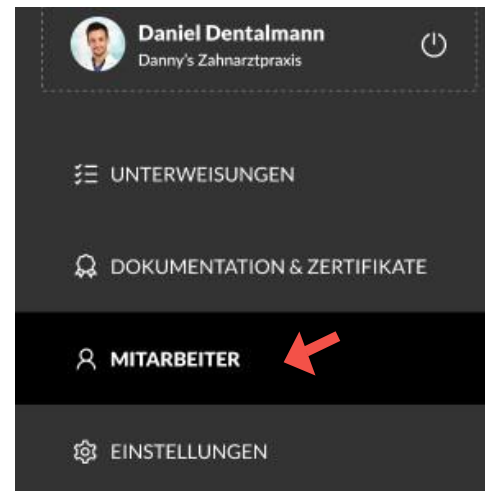 Daniel Dentalmann
Danny's Zahnarztpraxis
UNTERWEISUNGEN
DOKUMENTATION & ZERTIFIKATE
MITARBEITER
EINSTELLUNGEN